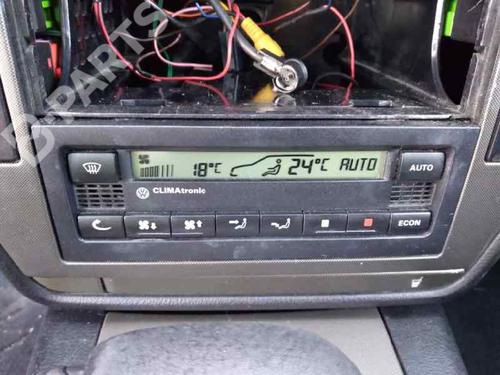 D-PARTS
18°C 24°C AUTO
AUTO
CLIMAtronic
ECON